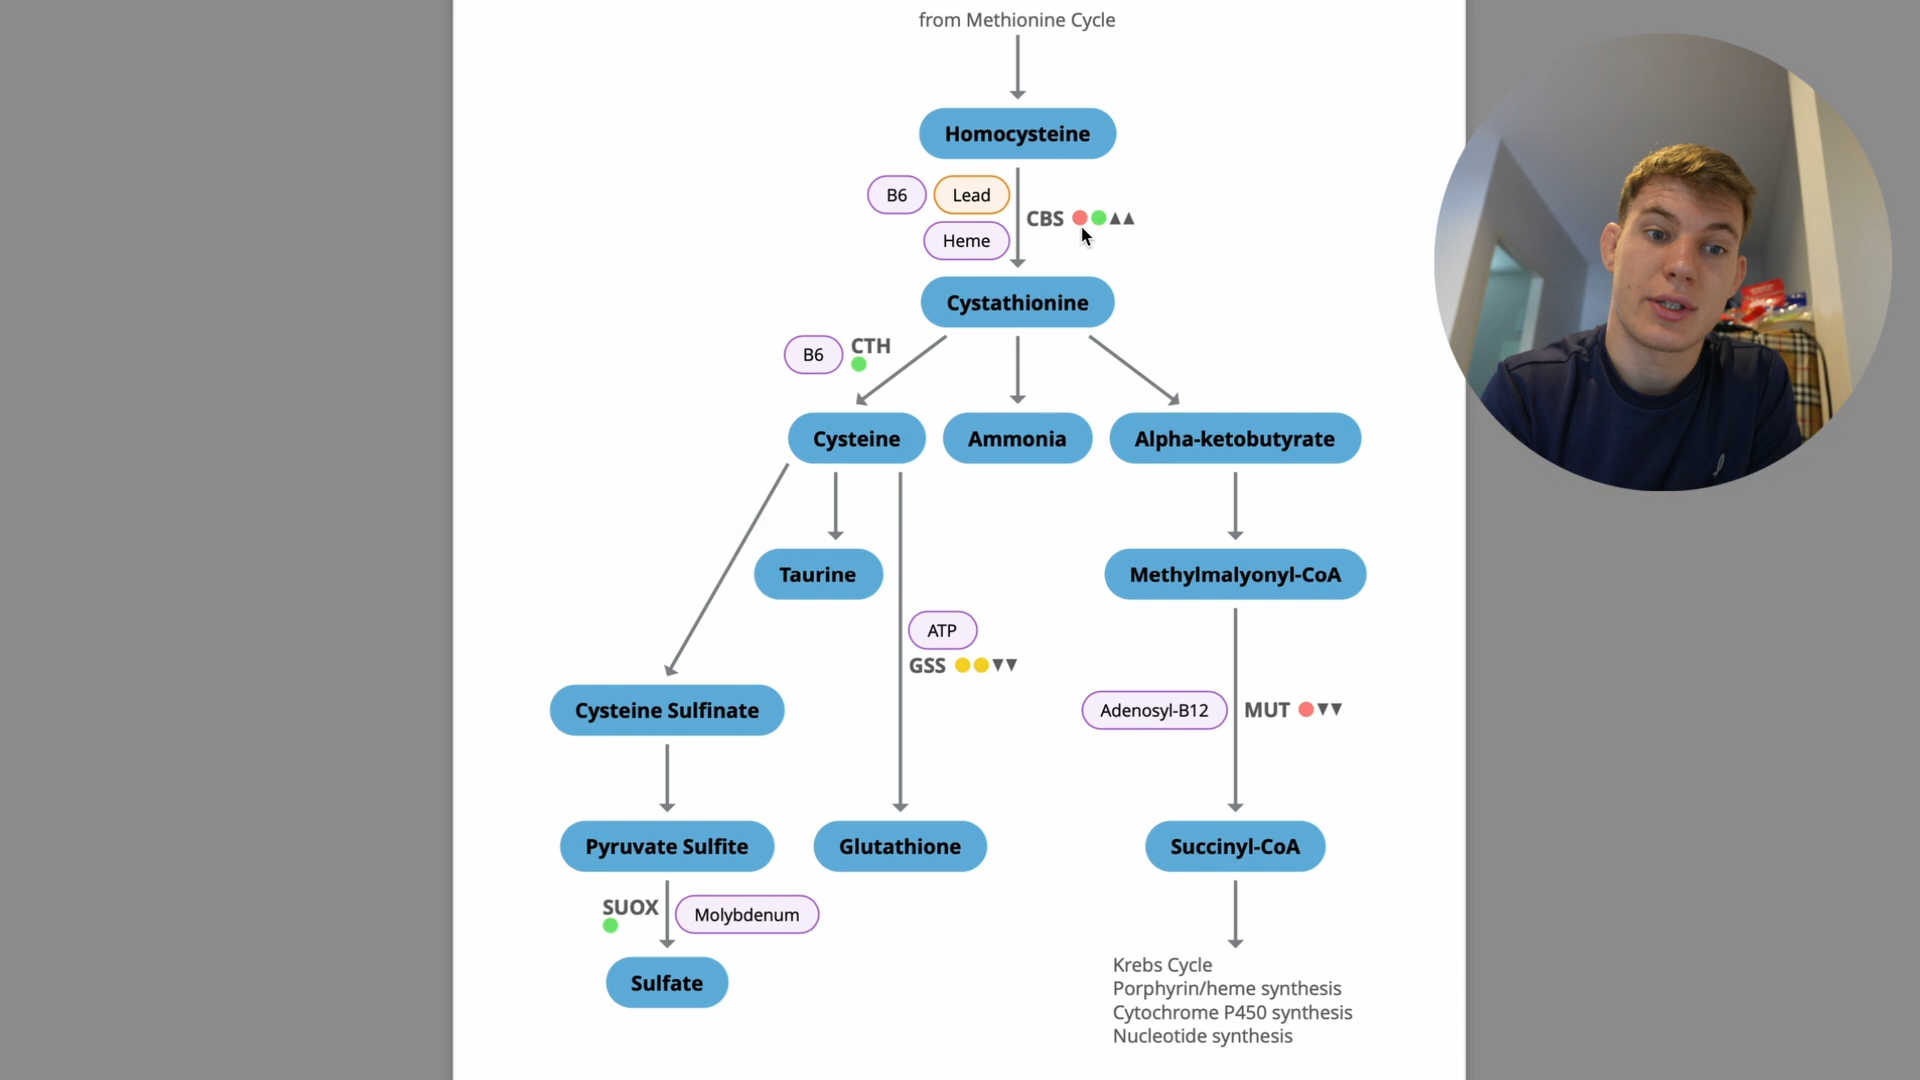 from Methionine Cycle
Homocysteine
B6
Lead
CBS
Heme
Cystathionine
B6
CTH
Cysteine
Ammonia
Alpha-ketobutyrate
Taurine
Methylmalyonyl-CoA
ATP
GSS
Cysteine Sulfinate
Adenosyl-B12
MUT
Pyruvate Sulfite
Glutathione
Succinyl-CoA
SUOX
Molybdenum
Sulfate
Krebs Cycle
Porphyrin/heme synthesis
Cytochrome P450 synthesis
Nucleotide synthesis